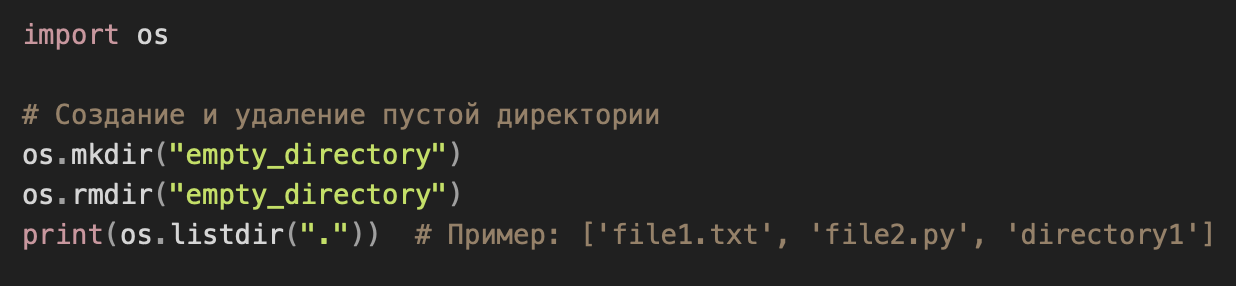 import os
# Создание и удаление пустой директории
os.mkdir("empty_directory")
os.rmdir("empty_directory")
print(os.listdir("."))  # Пример: ['file1.txt', 'file2.py', 'directory1']